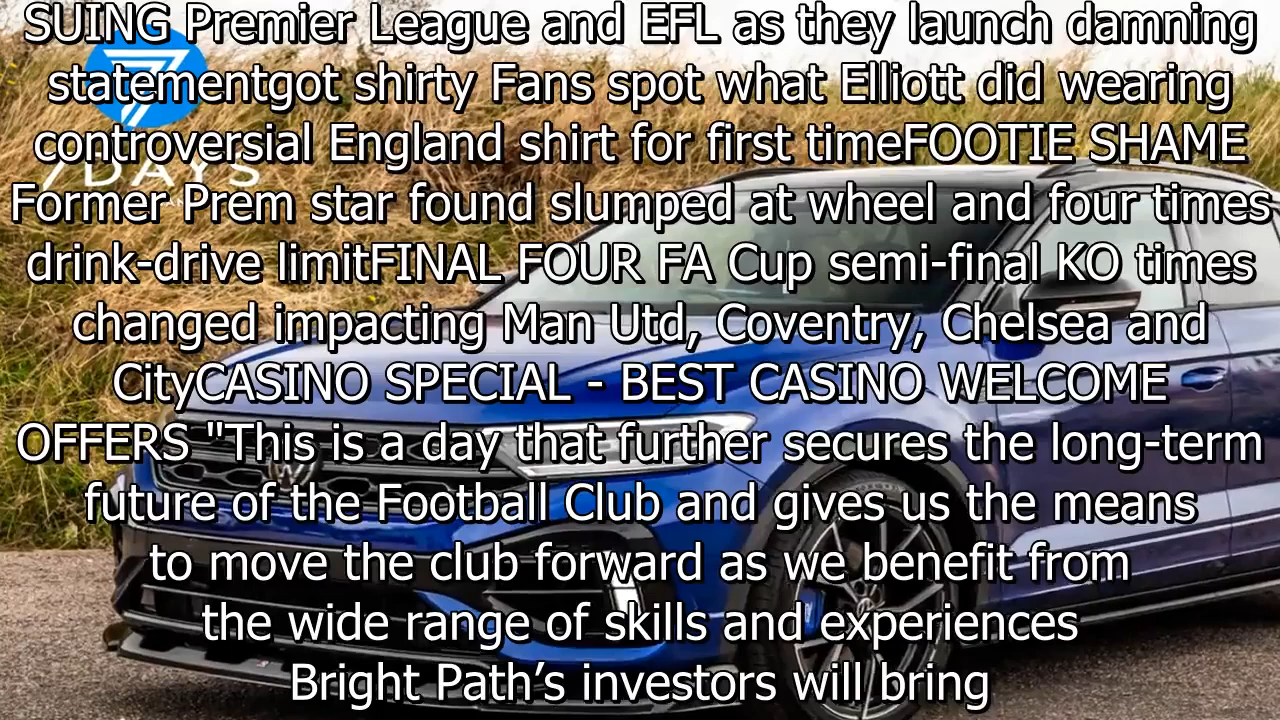 SUING Premier League and EFL as they launch damning
statementgot shirty Fans spot what Elliott did wearing
controversial England shirt for first timeFOOTIE SHAME
7DAYS
Former Prem star found slumped at wheel and four times
drink-drive limitFINAL FOUR FA Cup semi-final KO times
changed impacting Man Utd, Coventry, Chelsea and
CityCASINO SPECIAL - BEST CASINO WELCOME
OFFERS "This is a day that further secures the long-term
future of the Football Club and gives us the means
to move the club forward as we benefit from
the wide range of skills and experiences
Bright Path’s investors will bring